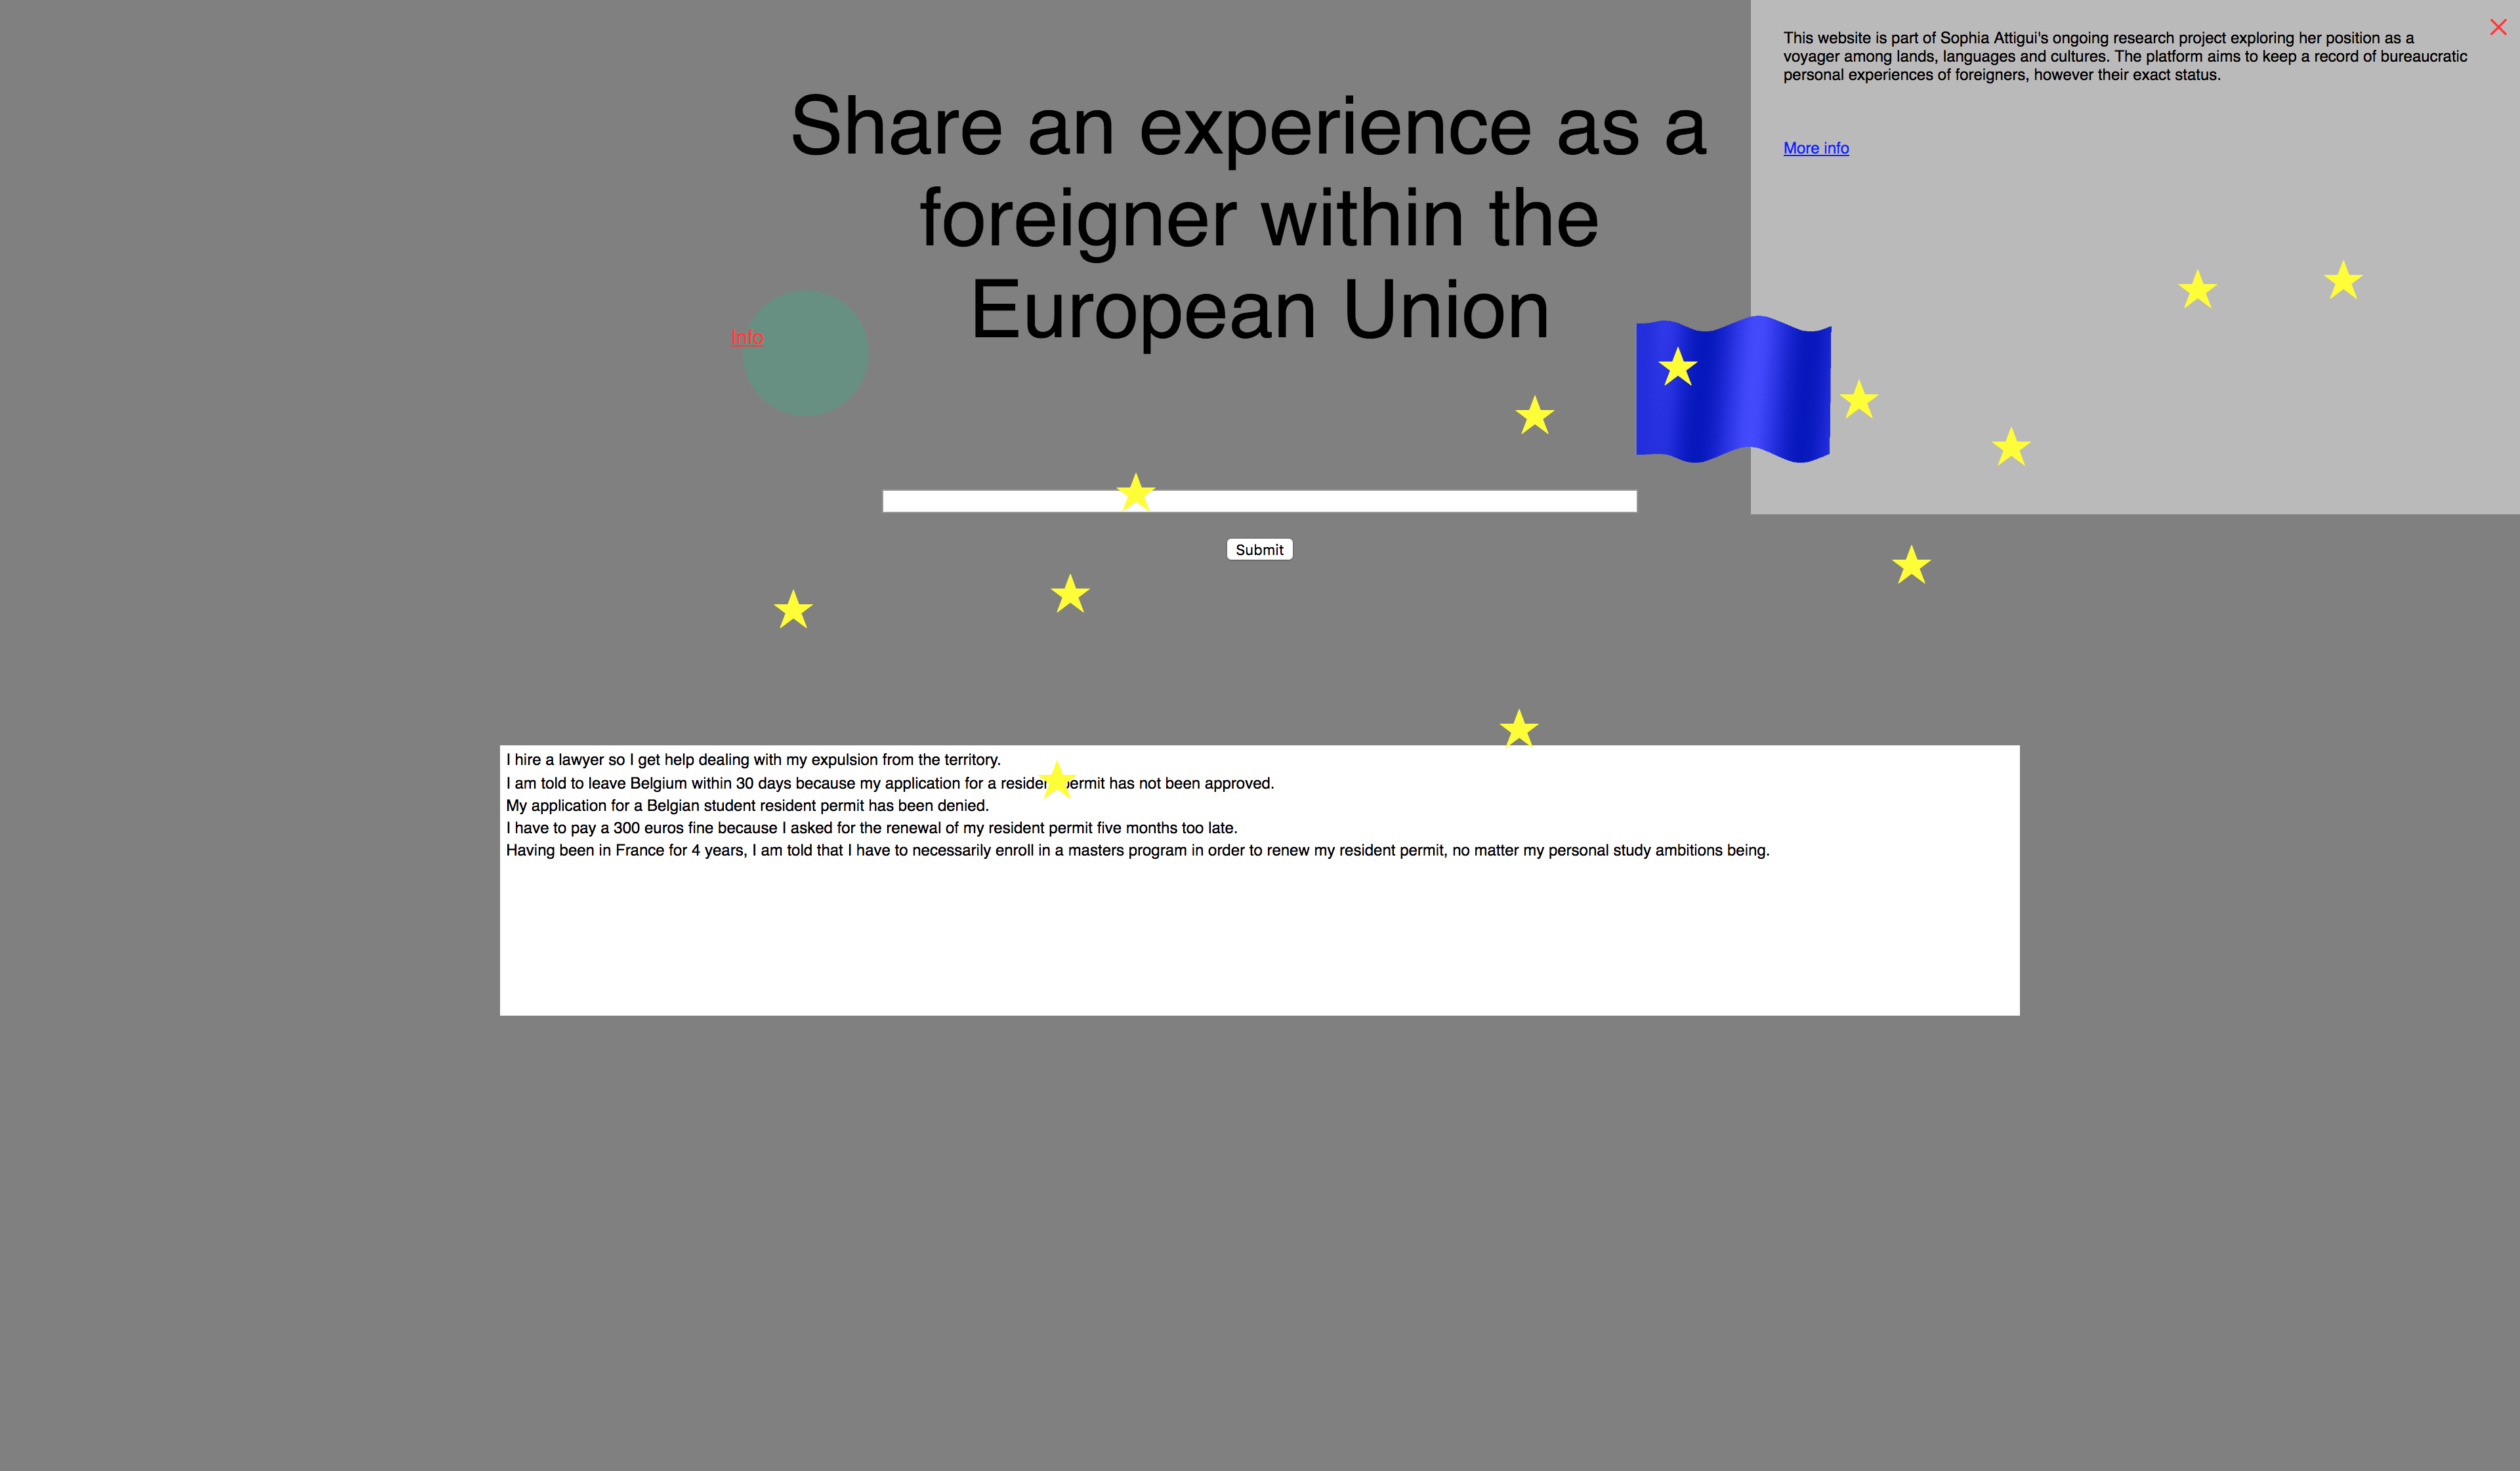 Share an experience as a
foreigner within the
European Union
This website is part of Sophia Attigui's ongoing research project exploring her position as a
voyager among lands, languages and cultures. The platform aims to keep a record of bureaucratic
personal experiences of foreigners, however their exact status.
More info
Info
Submit
I hire a lawyer so I get help dealing with my expulsion from the territory.
I am told to leave Belgium within 30 days because my application for a resident permit has not been approved.
My application for a Belgian student resident permit has been denied.
I have to pay a 300 euros fine because I asked for the renewal of my resident permit five months too late.
Having been in France for 4 years, I am told that I have to necessarily enroll in a masters program in order to renew my resident permit, no matter my personal study ambitions being.